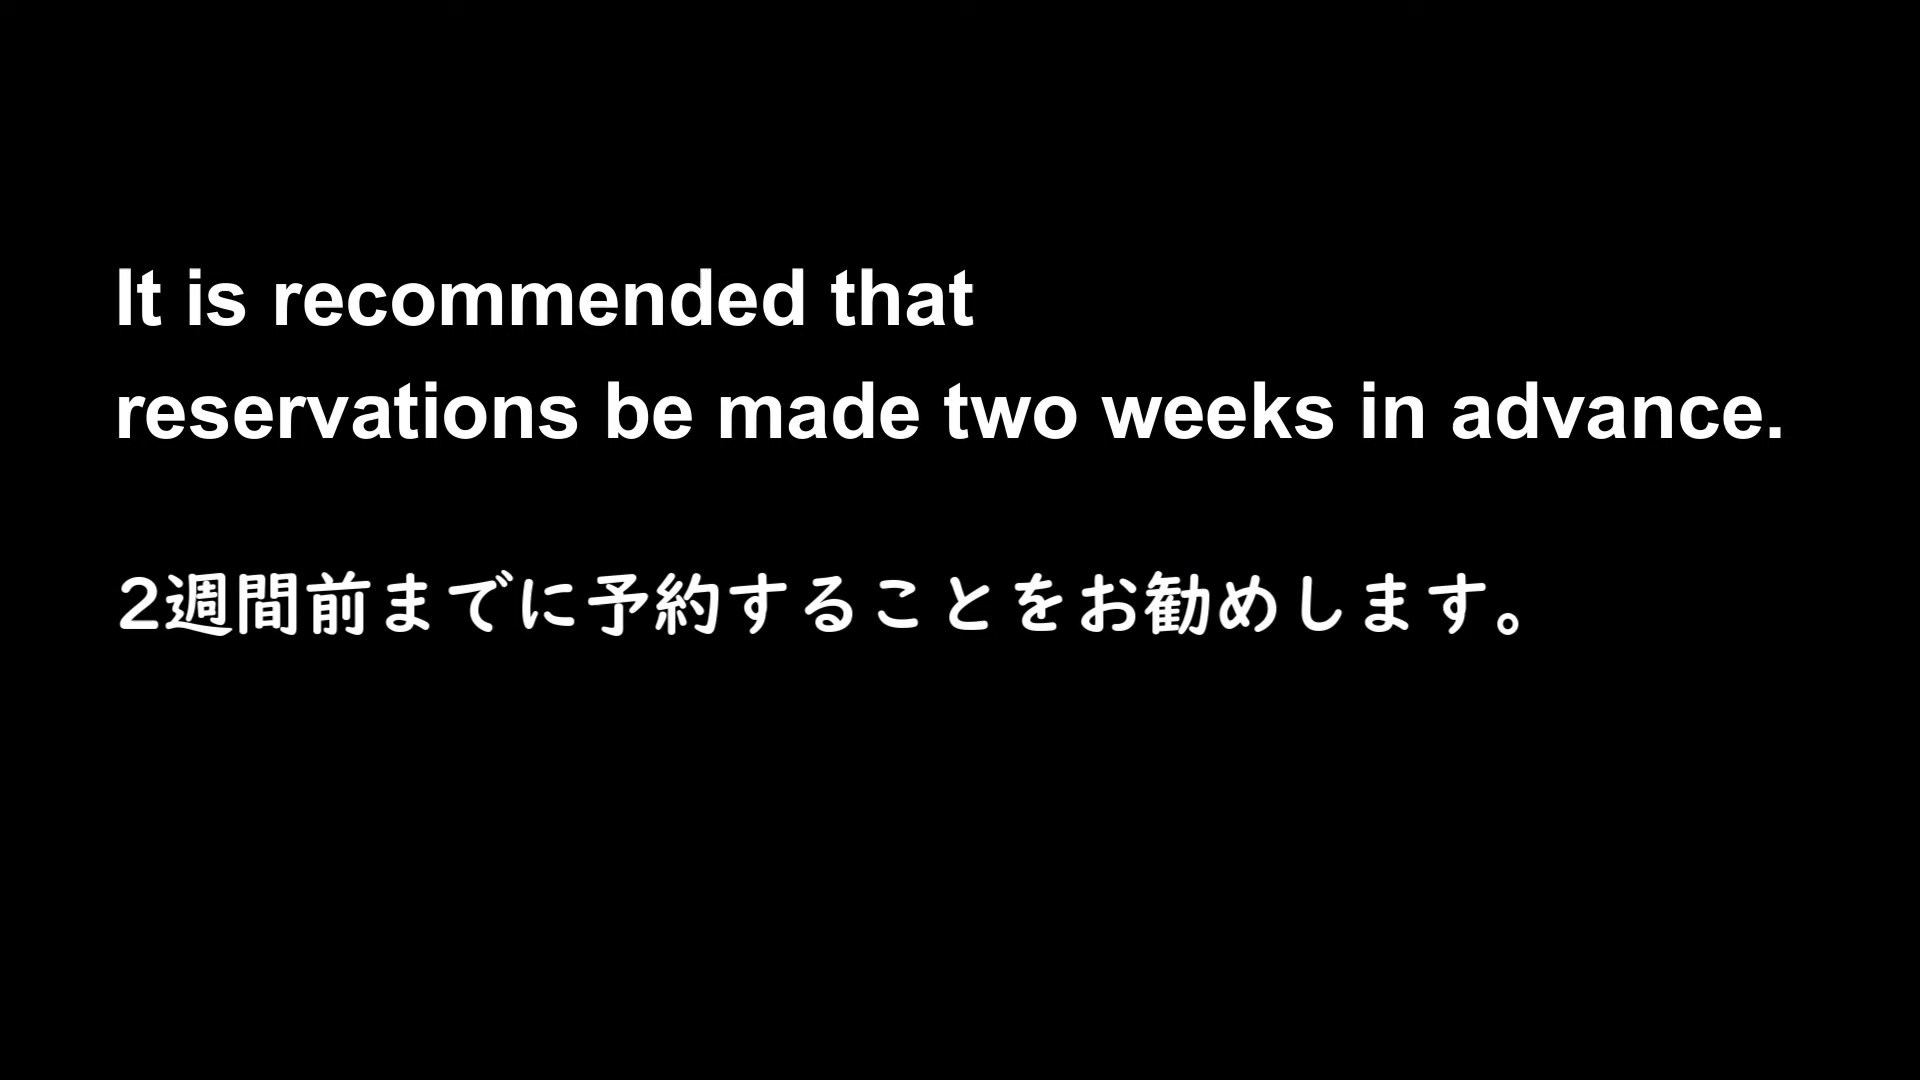 It is recommended that
reservations be made two weeks in advance.
2週間前までに予約することをお勧めします。